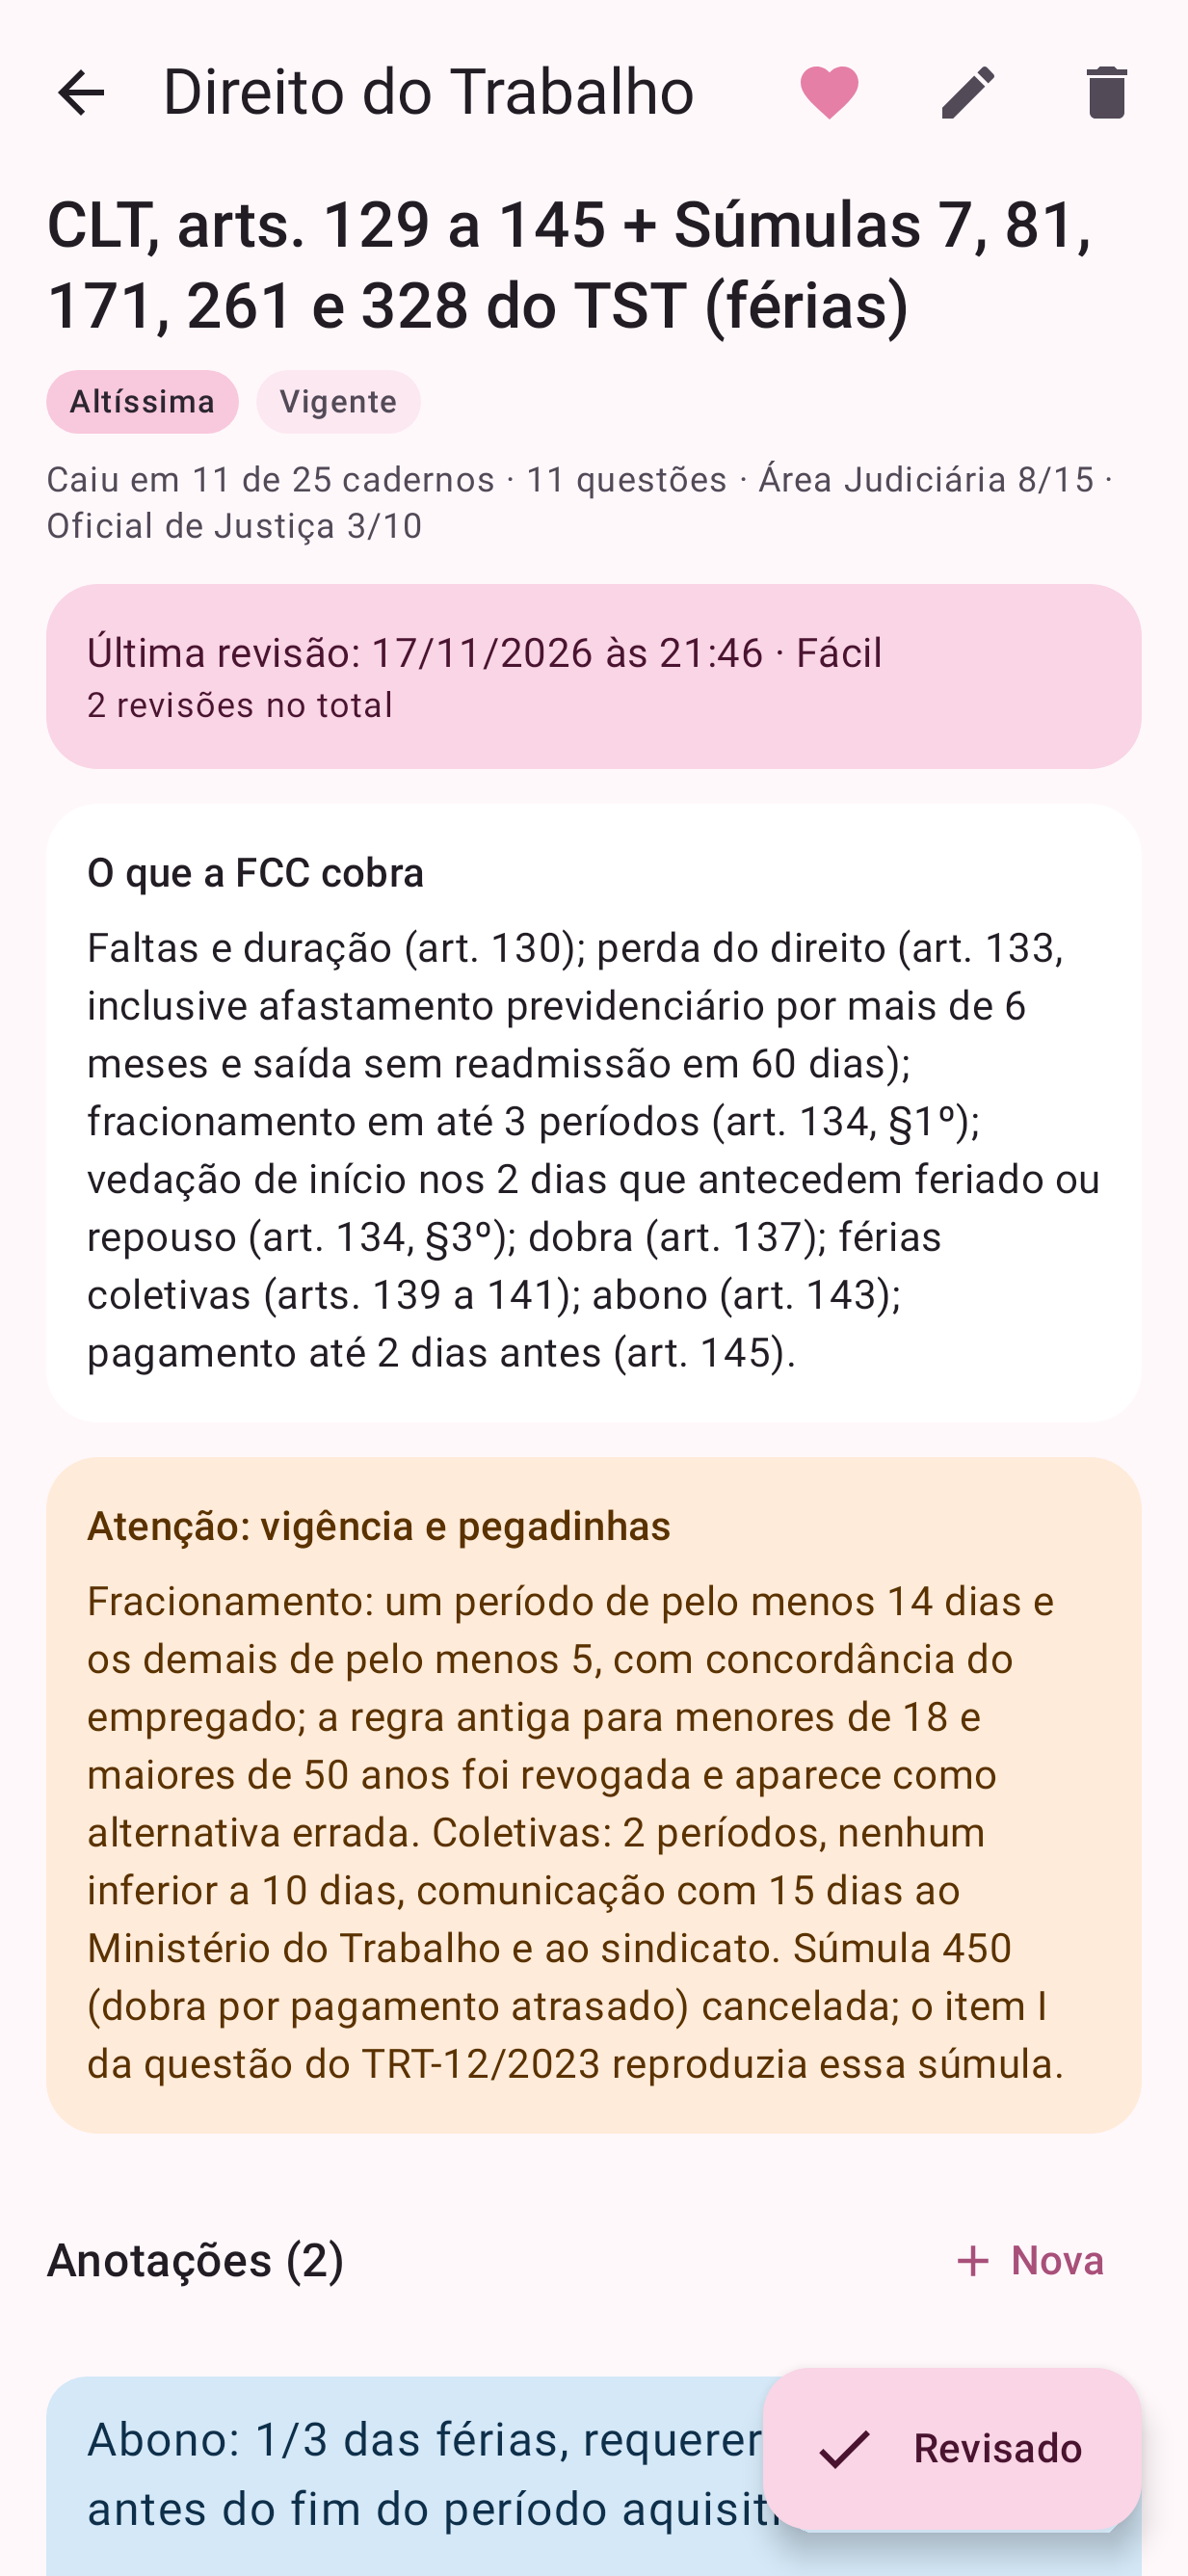 Direito do Trabalho
CLT, arts. 129 a 145 + Súmulas 7, 81,
171, 261 e 328 do TST (férias)
Altíssima
Vigente
Caiu em 11 de 25 cadernos · 11 questões · Área Judiciária 8/15 ·
Oficial de Justiça 3/10
Última revisão: 17/11/2026 às 21:46 · Fácil
2 revisões no total
O que a FCC cobra
Faltas e duração (art. 130); perda do direito (art. 133,
inclusive afastamento previdenciário por mais de 6
meses e saída sem readmissão em 60 dias);
fracionamento em até 3 períodos (art. 134, §1º);
vedação de início nos 2 dias que antecedem feriado ou
repouso (art. 134, §3º); dobra (art. 137); férias
coletivas (arts. 139 a 141); abono (art. 143);
pagamento até 2 dias antes (art. 145).
Atenção: vigência e pegadinhas
Fracionamento: um período de pelo menos 14 dias e
os demais de pelo menos 5, com concordância do
empregado; a regra antiga para menores de 18 e
maiores de 50 anos foi revogada e aparece como
alternativa errada. Coletivas: 2 períodos, nenhum
inferior a 10 dias, comunicação com 15 dias ao
Ministério do Trabalho e ao sindicato. Súmula 450
(dobra por pagamento atrasado) cancelada; o item I
da questão do TRT-12/2023 reproduzia essa súmula.
Anotações (2)
+ Nova
Abono: 1/3 das férias, requerer
antes do fim do período
Revisado